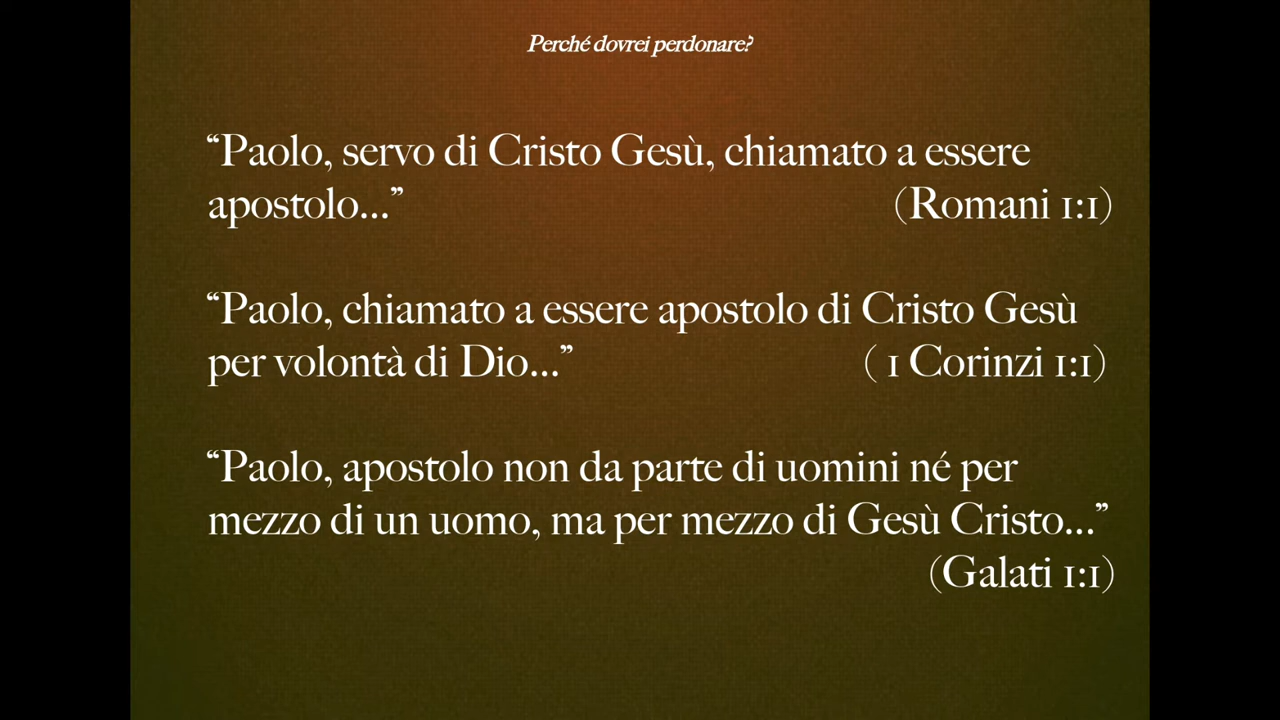 Perché dovrei perdonare?
“Paolo, servo di Cristo Gesù, chiamato a essere
apostolo...” (Romani 1:1)
“Paolo, chiamato a essere apostolo di Cristo Gesù
per volontà di Dio...” ( 1 Corinzi 1:1)
“Paolo, apostolo non da parte di uomini né per
mezzo di un uomo, ma per mezzo di Gesù Cristo...”
(Galati 1:1)